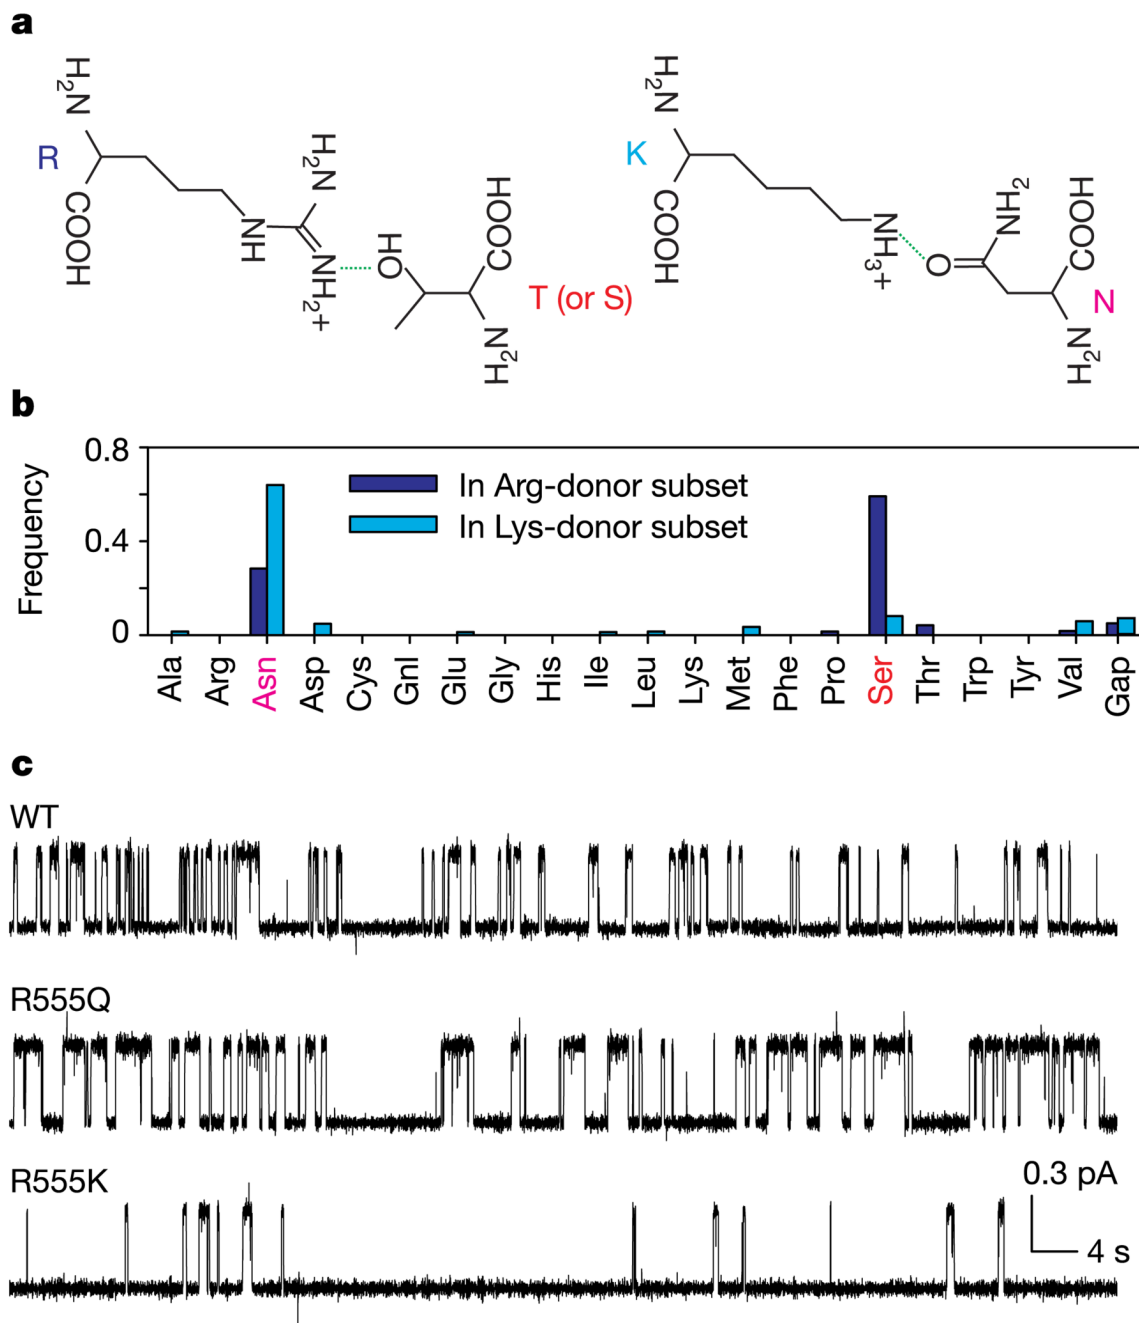 a
H₂N
R
COOH
NH
H₂N
NH₂+
OH
COOH
NH₂
T (or S)
H₂N
K
COOH
NH₃+
O
NH₂
COOH
NH₂
N
b
Frequency
0.8
0.4
0
In Arg-donor subset
In Lys-donor subset
Ala
Arg
Asn
Asp
Cys
Gnl
Glu
Gly
His
Ile
Leu
Lys
Met
Phe
Pro
Ser
Thr
Trp
Tyr
Val
Gap
c
WT
R555Q
R555K
0.3 pA
4 s